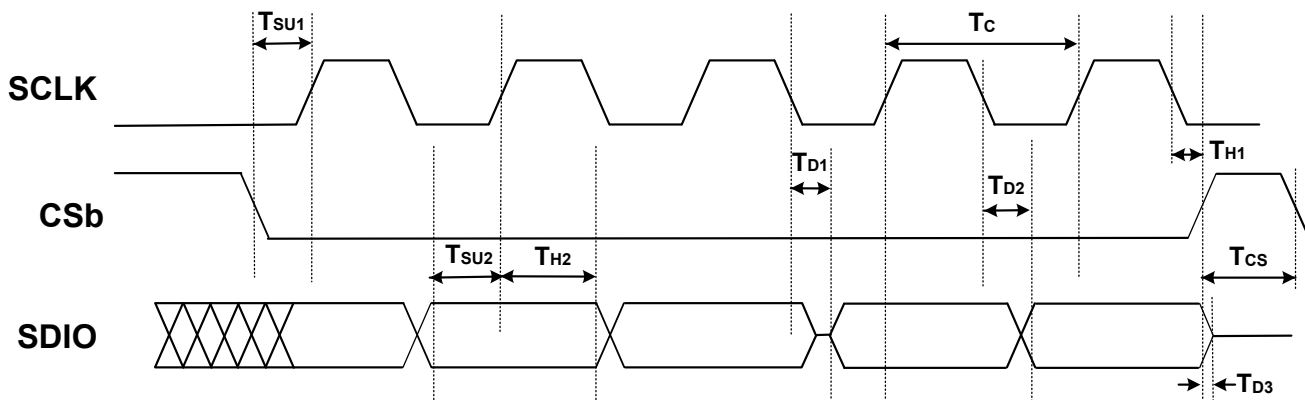 TSU1
TC
SCLK
TH1
TD1
TD2
CSb
TSU2
TH2
TCS
SDIO
TD3